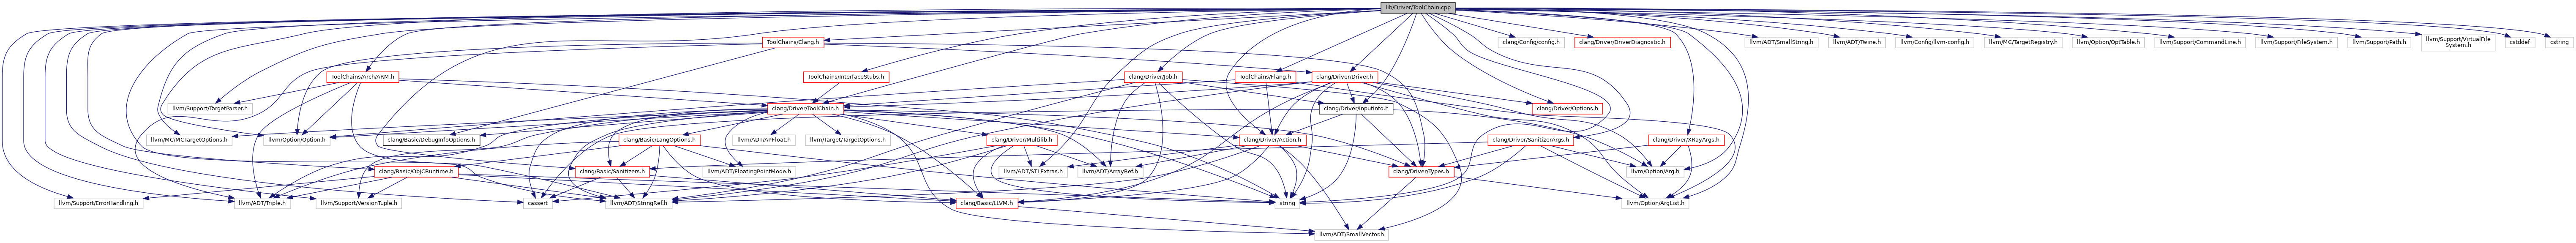 lib/Driver/ToolChain.cpp
ToolChains/Clang.h
clang/Config/config.h
clang/Driver/DriverDiagnostic.h
llvm/ADT/SmallString.h
llvm/ADT/Twine.h
llvm/Config/llvm-config.h
llvm/MC/TargetRegistry.h
llvm/Option/OptTable.h
llvm/Support/CommandLine.h
llvm/Support/FileSystem.h
llvm/Support/Path.h
llvm/Support/VirtualFile
System.h
cstddef
cstring
ToolChains/Arch/ARM.h
ToolChains/InterfaceStubs.h
clang/Driver/Job.h
ToolChains/Flang.h
clang/Driver/Driver.h
llvm/Support/TargetParser.h
clang/Driver/ToolChain.h
clang/Driver/InputInfo.h
clang/Driver/Options.h
llvm/MC/MCTargetOptions.h
llvm/Option/Option.h
clang/Basic/DebugInfoOptions.h
clang/Basic/LangOptions.h
llvm/ADT/APFloat.h
llvm/Target/TargetOptions.h
clang/Driver/Multilib.h
clang/Driver/Action.h
clang/Driver/SanitizerArgs.h
clang/Driver/XRayArgs.h
clang/Basic/ObjCRuntime.h
clang/Basic/Sanitizers.h
llvm/ADT/FloatingPointMode.h
llvm/ADT/STLExtras.h
llvm/ADT/ArrayRef.h
clang/Driver/Types.h
llvm/Option/Arg.h
llvm/Support/ErrorHandling.h
llvm/ADT/Triple.h
llvm/Support/VersionTuple.h
cassert
llvm/ADT/StringRef.h
clang/Basic/LLVM.h
string
llvm/Option/ArgList.h
llvm/ADT/SmallVector.h